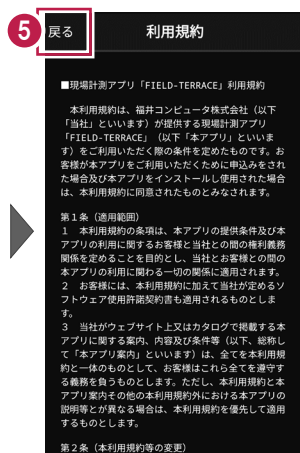 5 戻る 利用規約
■現場計測アプリ「FIELD-TERRACE」利用規約
本利用規約は、福井コンピュータ株式会社（以下
「当社」といいます）が提供する現場計測アプリ
「FIELD-TERRACE」（以下「本アプリ」といいま
す）をご利用いただく際の条件を定めたものです。お
客様が本アプリをご利用いただくために申込みをされ
た場合及び本アプリをインストールし使用された場合
は、本利用規約に同意されたものとみなされます。
第１条（適用範囲）
１　本利用規約の条項は、本アプリの提供条件及び本
アプリの利用に関するお客様と当社との間の権利義務
関係を定めることを目的とし、当社とお客様との間の
本アプリの利用に関わる一切の関係に適用されます。
２　お客様には、本利用規約に加えて当社が定めるソ
フトウェア使用許諾契約書も適用されるものとしま
す。
３　当社がウェブサイト上又はカタログで掲載する本
アプリに関する案内、内容及び条件等（以下、総称し
て「本アプリ案内」といいます）は、全てを本利用規
約と一体のものとして、お客様はこれら全てを遵守す
る義務を負うものとします。ただし、本利用規約と本
アプリ案内その他の本利用規約外における本アプリの
説明等とが異なる場合は、本利用規約を優先して適用
するものとします。
第２条（本利用規約等の変更）